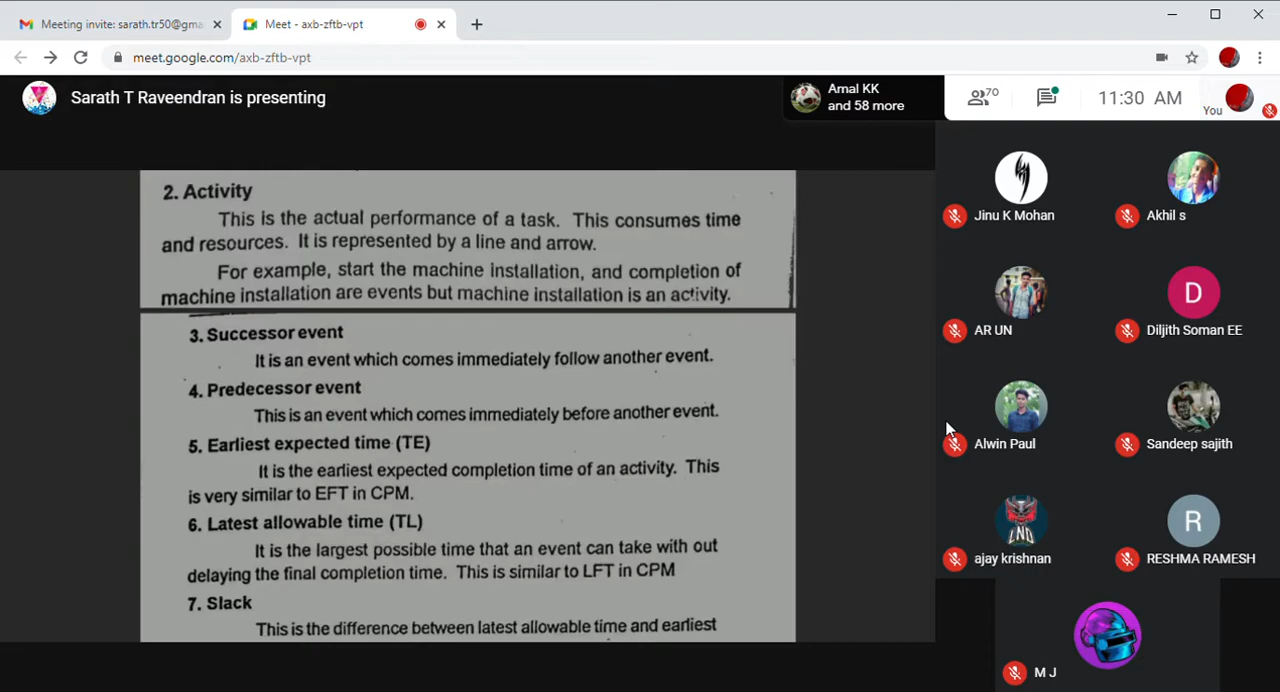 Meeting invite: sarath.tr50@gma
Meet - axb-zftb-vpt
meet.google.com/axb-zftb-vpt
Sarath T Raveendran is presenting
Amal KK
and 58 more
70
11:30 AM
You
2. Activity
This is the actual performance of a task. This consumes time
and resources. It is represented by a line and arrow.
For example, start the machine installation, and completion of
machine installation are events but machine installation is an activity.
3. Successor event
It is an event which comes immediately follow another event.
4. Predecessor event
This is an event which comes immediately before another event.
5. Earliest expected time (TE)
It is the earliest expected completion time of an activity. This
is very similar to EFT in CPM.
6. Latest allowable time (TL)
It is the largest possible time that an event can take with out
delaying the final completion time. This is similar to LFT in CPM
7. Slack
This is the difference between latest allowable time and earliest
Jinu K Mohan
Akhil s
AR UN
D
Diljith Soman EE
Alwin Paul
Sandeep sajith
LND
ajay krishnan
R
RESHMA RAMESH
M J